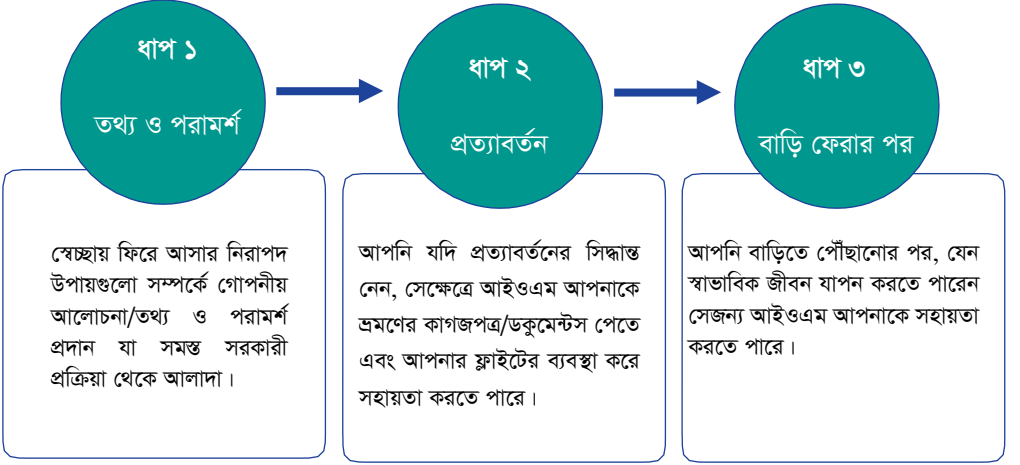 ধাপ ১
তথ্য ও পরামর্শ
স্বেচ্ছায় ফিরে আসার নিরাপদ
উপায়গুলো সম্পর্কে গোপনীয়
আলোচনা/তথ্য ও পরামর্শ
প্রদান যা সমস্ত সরকারী
প্রক্রিয়া থেকে আলাদা।
ধাপ ২
প্রত্যাবর্তন
আপনি যদি প্রত্যাবর্তনের সিদ্ধান্ত
নেন, সেক্ষেত্রে আইওএম আপনাকে
ভ্রমণের কাগজপত্র/ডকুমেন্টস পেতে
এবং আপনার ফ্লাইটের ব্যবস্থা করে
সহায়তা করতে পারে।
ধাপ ৩
বাড়ি ফেরার পর
আপনি বাড়িতে পৌঁছানোর পর, যেন
স্বাভাবিক জীবন যাপন করতে পারেন
সেজন্য আইওএম আপনাকে সহায়তা
করতে পারে।